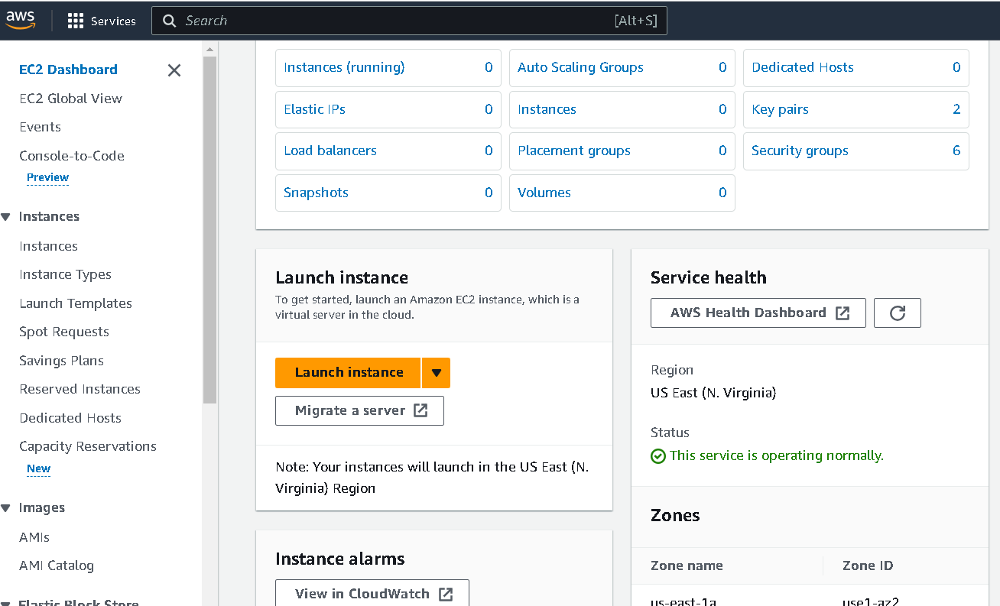 aws
Services
Search
[Alt+S]
EC2 Dashboard
EC2 Global View
Events
Console-to-Code
Preview
Instances
Instances
Instance Types
Launch Templates
Spot Requests
Savings Plans
Reserved Instances
Dedicated Hosts
Capacity Reservations
New
Images
AMIs
AMI Catalog
Elastic Block Store
Instances (running) 0
Auto Scaling Groups 0
Dedicated Hosts 0
Elastic IPs 0
Instances 0
Key pairs 2
Load balancers 0
Placement groups 0
Security groups 6
Snapshots 0
Volumes 0
Launch instance
To get started, launch an Amazon EC2 instance, which is a
virtual server in the cloud.
Launch instance
Migrate a server
Note: Your instances will launch in the US East (N.
Virginia) Region
Instance alarms
View in CloudWatch
Service health
AWS Health Dashboard
Region
US East (N. Virginia)
Status
This service is operating normally.
Zones
Zone name
Zone ID
us-east-1a
use1-az2